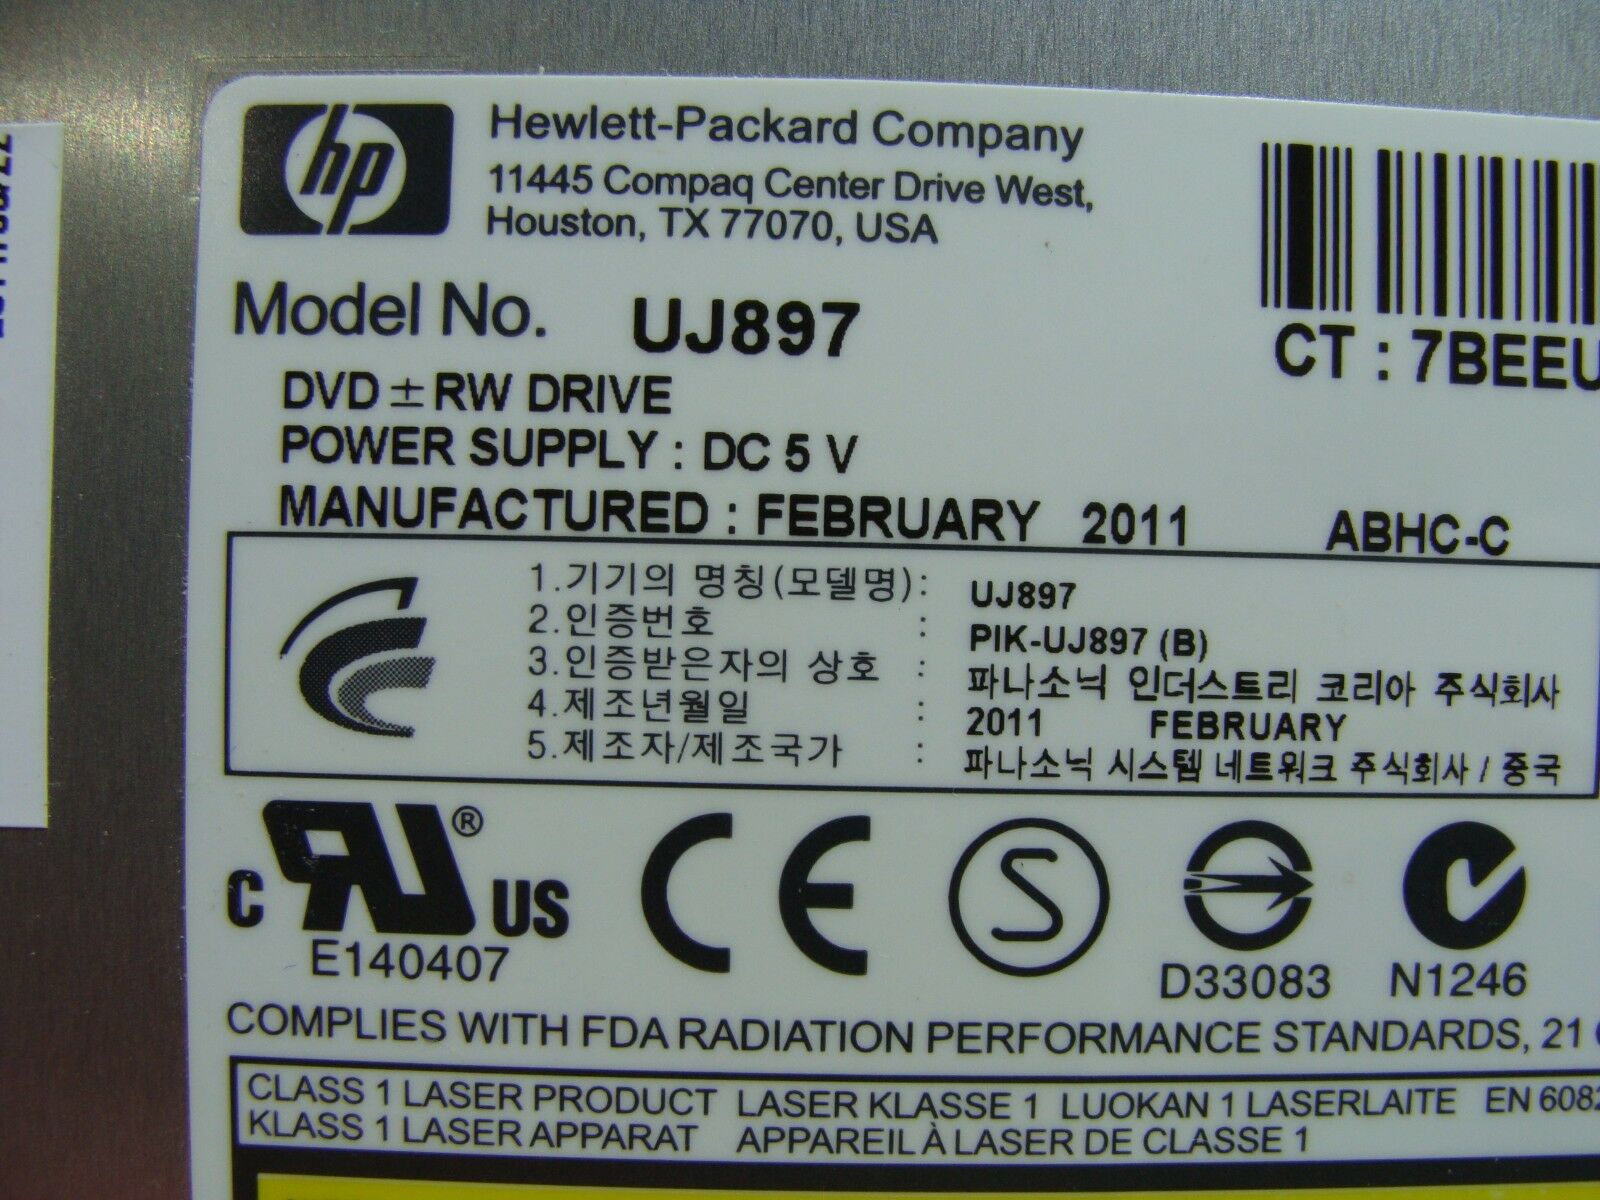 hp
Hewlett-Packard Company
11445 Compaq Center Drive West,
Houston, TX 77070, USA
Model No. UJ897
CT : 7BEEU
DVD±RW DRIVE
POWER SUPPLY : DC 5 V
MANUFACTURED : FEBRUARY 2011 ABHC-C
1.기기의 명칭(모델명) : UJ897
2.인증번호 : PIK-UJ897 (B)
3.인증받은자의 상호 : 파나소닉 인더스트리 코리아 주식회사
4.제조년월일 : 2011 FEBRUARY
5.제조자/제조국가 : 파나소닉 시스템 네트워크 주식회사 / 중국
C UL ® US
E140407
CE
S
D33083
N1246
COMPLIES WITH FDA RADIATION PERFORMANCE STANDARDS, 21
CLASS 1 LASER PRODUCT LASER KLASSE 1 LUOKAN 1 LASERLAITE EN 6082
KLASS 1 LASER APPARAT APPAREIL À LASER DE CLASSE 1